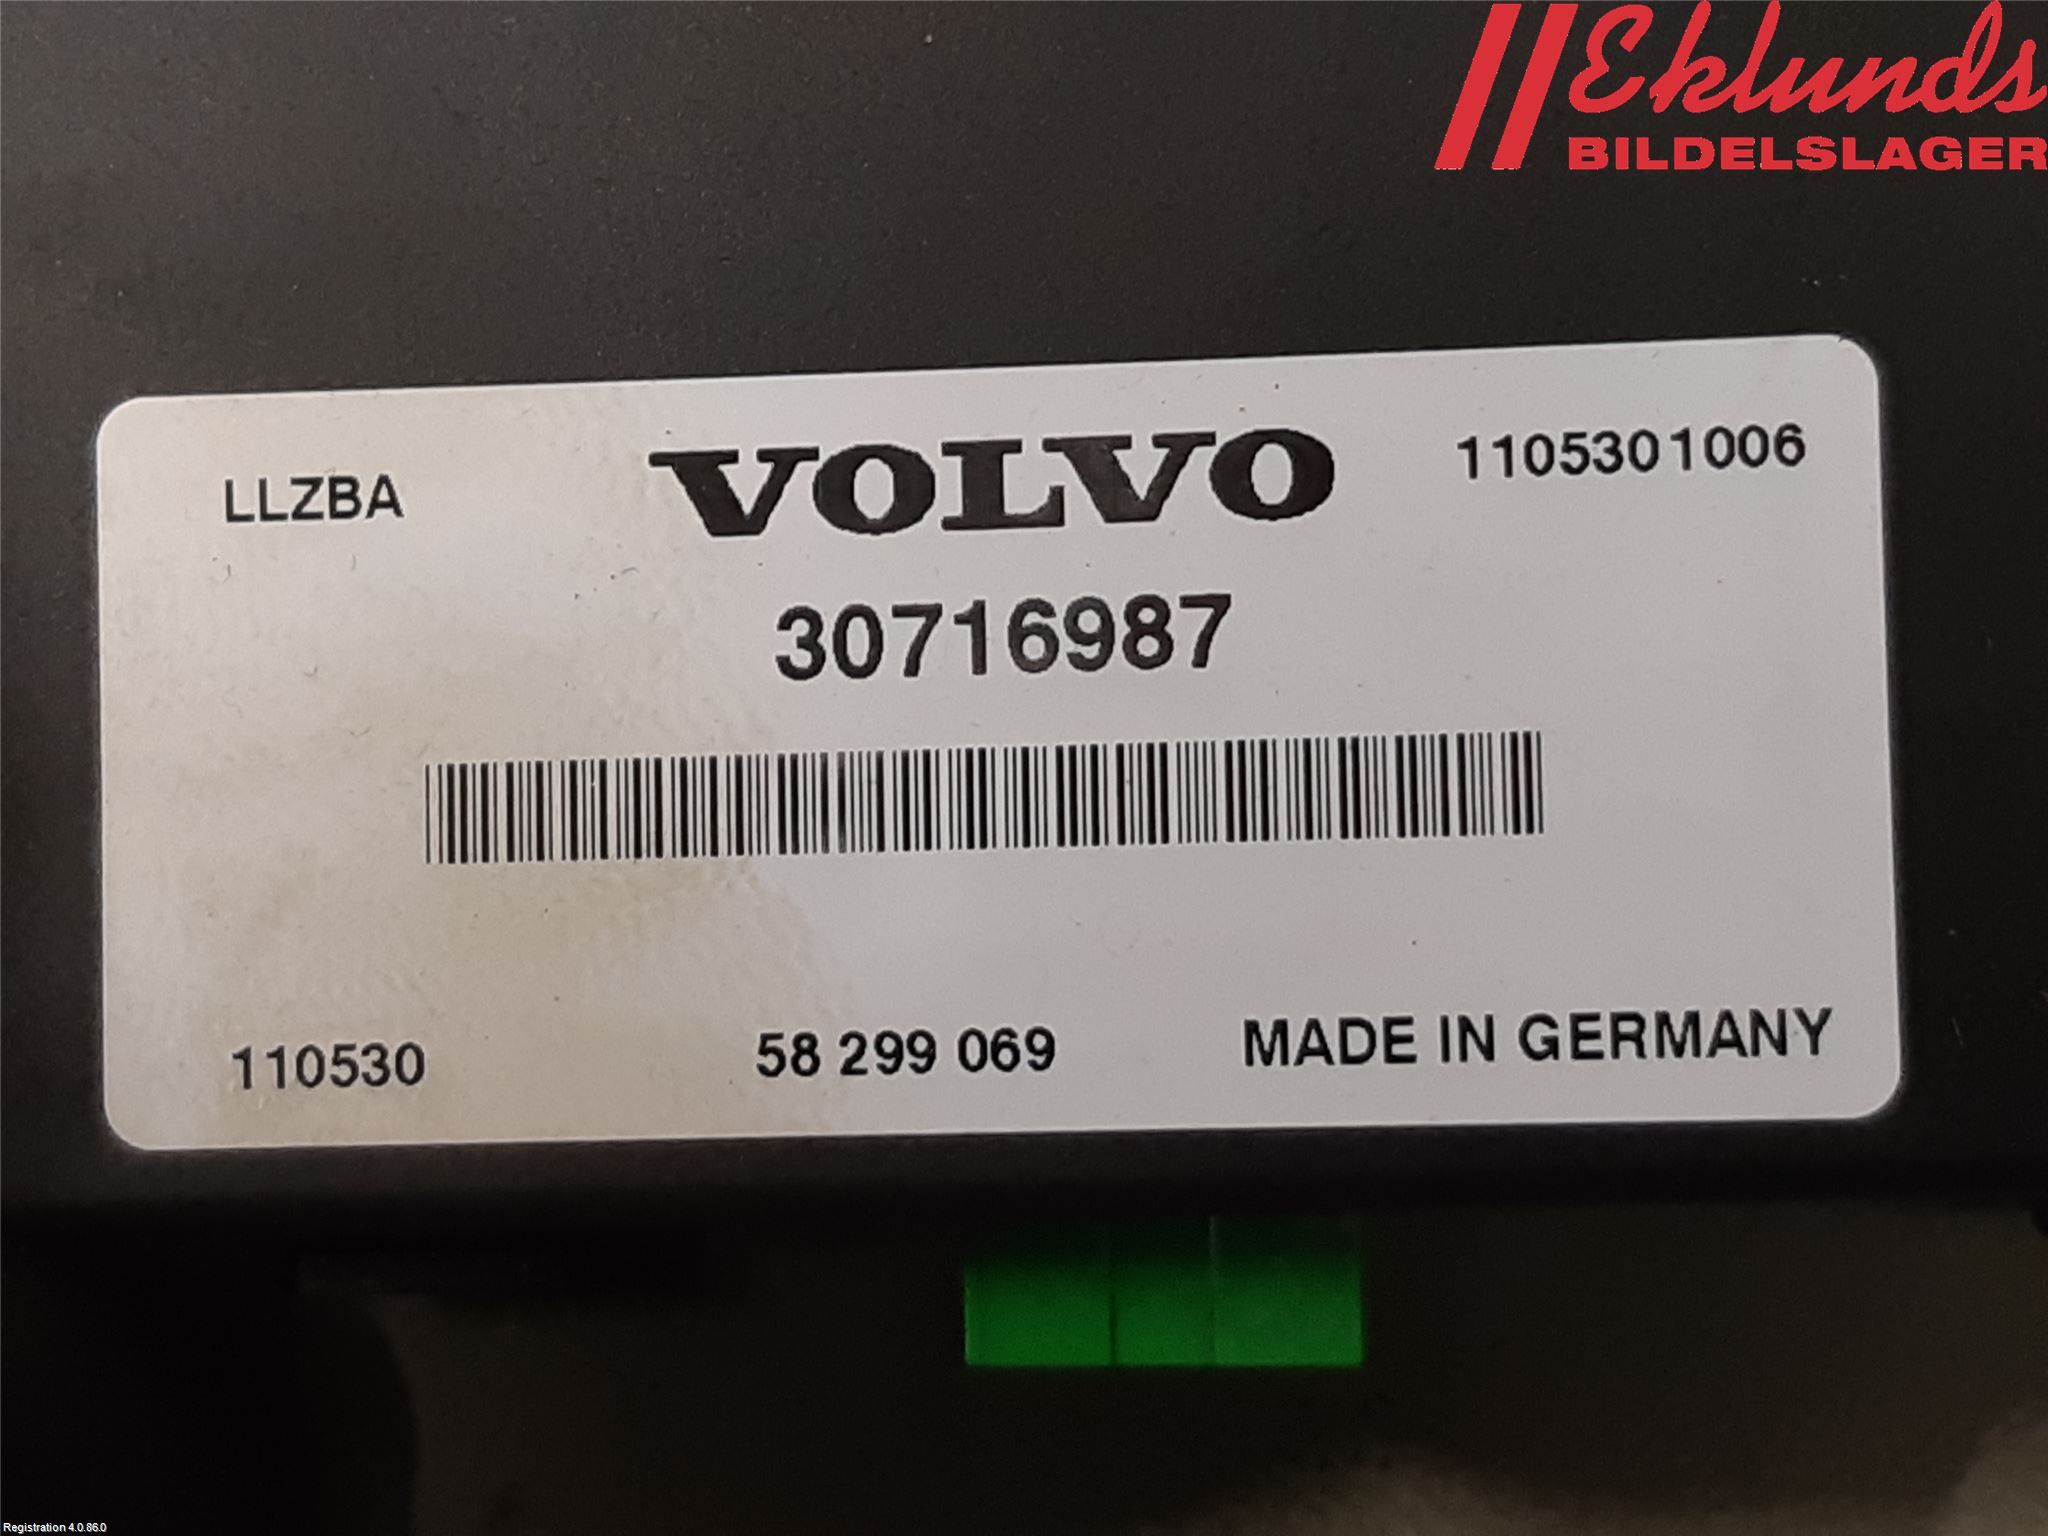 Eklunds
BILDELSLAGER
LLZBA
VOLVO
1105301006
30716987
110530
58 299 069
MADE IN GERMANY
Registration 4.0.86.0